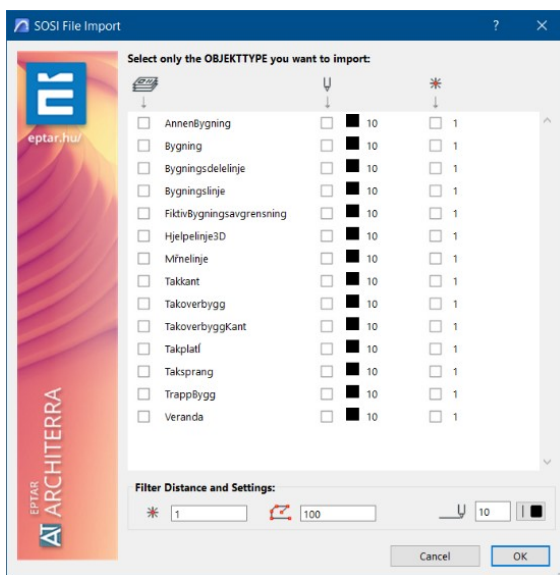 SOSI File Import
?
Select only the OBJEKTTYPE you want to import:
eptar.hu/
AnnenBygning 10 1
Bygning 10 1
Bygningsdelelinje 10 1
Bygningslinje 10 1
FiktivBygningsavgrensning 10 1
Hjelpelinje3D 10 1
Mřnelinje 10 1
Takkant 10 1
Takoverbygg 10 1
TakoverbyggKant 10 1
Takplatĺ 10 1
Taksprang 10 1
TrappBygg 10 1
Veranda 10 1
EPTAR
ARCHITERRA
Filter Distance and Settings:
1 100 10
Cancel OK